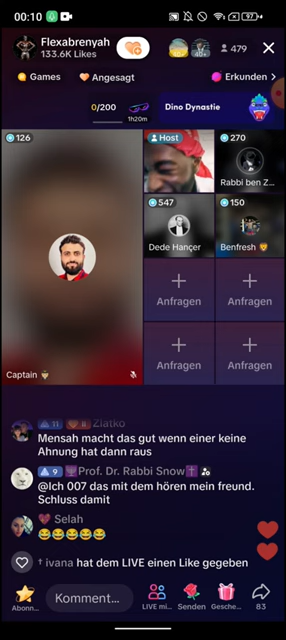 00:10
97
Flexabrenyah
133.6K Likes
479
Games
Angesagt
Erkunden >
0/200
1h20m
Dino Dynastie
126
Host
270
Rabbi ben Z...
547
Dede Hançer
150
Benfresh 🦁
Anfragen
Anfragen
Anfragen
Anfragen
Captain
11 II Zlatko
Mensah macht das gut wenn einer keine Ahnung hat dann raus
9 Prof. Dr. Rabbi Snow✝
@Ich 007 das mit dem hören mein freund. Schluss damit
Selah
😂😂😂😂😂
† ivana hat dem LIVE einen Like gegeben
Abonn...
Komment...
LIVE mi...
Senden
Gesche...
83